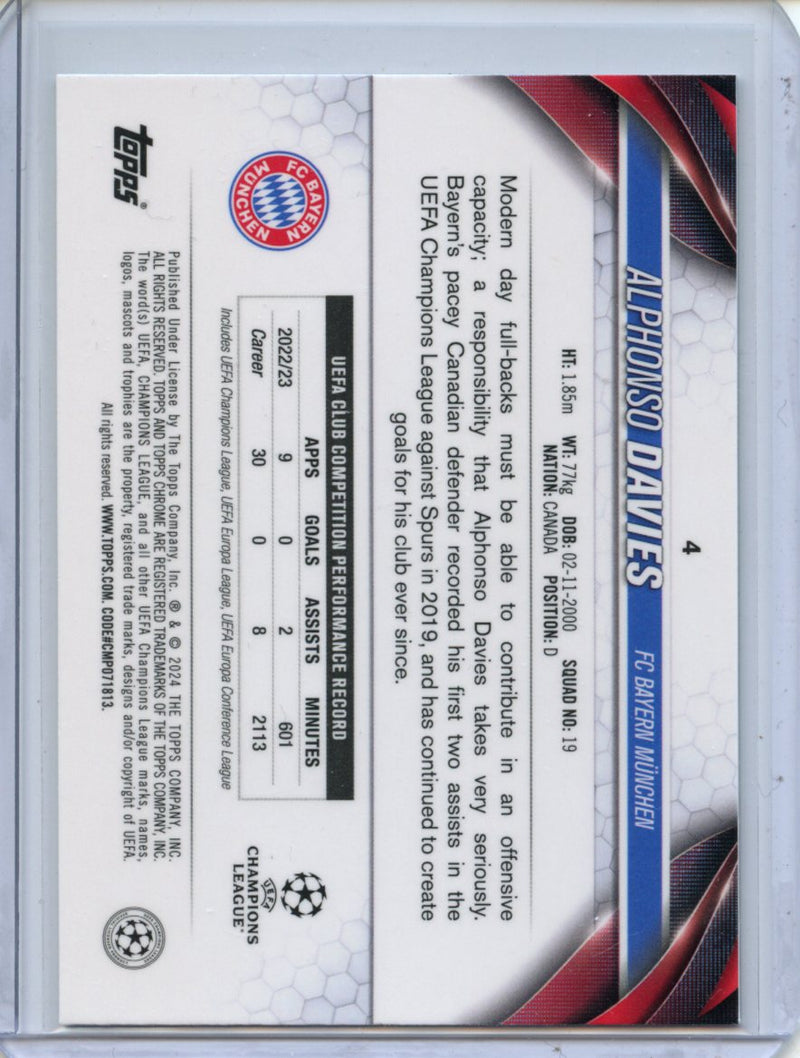 4
ALPHONSO DAVIES FC BAYERN MÜNCHEN
HT: 1.85m WT: 77kg DOB: 02-11-2000 SQUAD NO: 19
NATION: CANADA POSITION: D
Modern day full-backs must be able to contribute in an offensive
capacity; a responsibility that Alphonso Davies takes very seriously.
Bayern's pacey Canadian defender recorded his first two assists in the
UEFA Champions League against Spurs in 2019, and has continued to create
goals for his club ever since.
FC BAYERN
MÜNCHEN
UEFA CLUB COMPETITION PERFORMANCE RECORD
APPS GOALS ASSISTS MINUTES
2022/23 9 0 2 601
Career 30 0 8 2113
Includes UEFA Champions League, UEFA Europa League, UEFA Europa Conference League
UEFA
CHAMPIONS
LEAGUE®
topps®
Published Under License by The Topps Company, Inc. ® & © 2024 THE TOPPS COMPANY, INC.
ALL RIGHTS RESERVED. TOPPS AND TOPPS CHROME ARE REGISTERED TRADEMARKS OF THE TOPPS COMPANY, INC.
The word(s) UEFA, CHAMPIONS LEAGUE, and all other UEFA Champions League marks, names,
logos, mascots and trophies are the property, registered trade marks, designs and/or copyright of UEFA.
All rights reserved. WWW.TOPPS.COM. CODE#CMP071813.